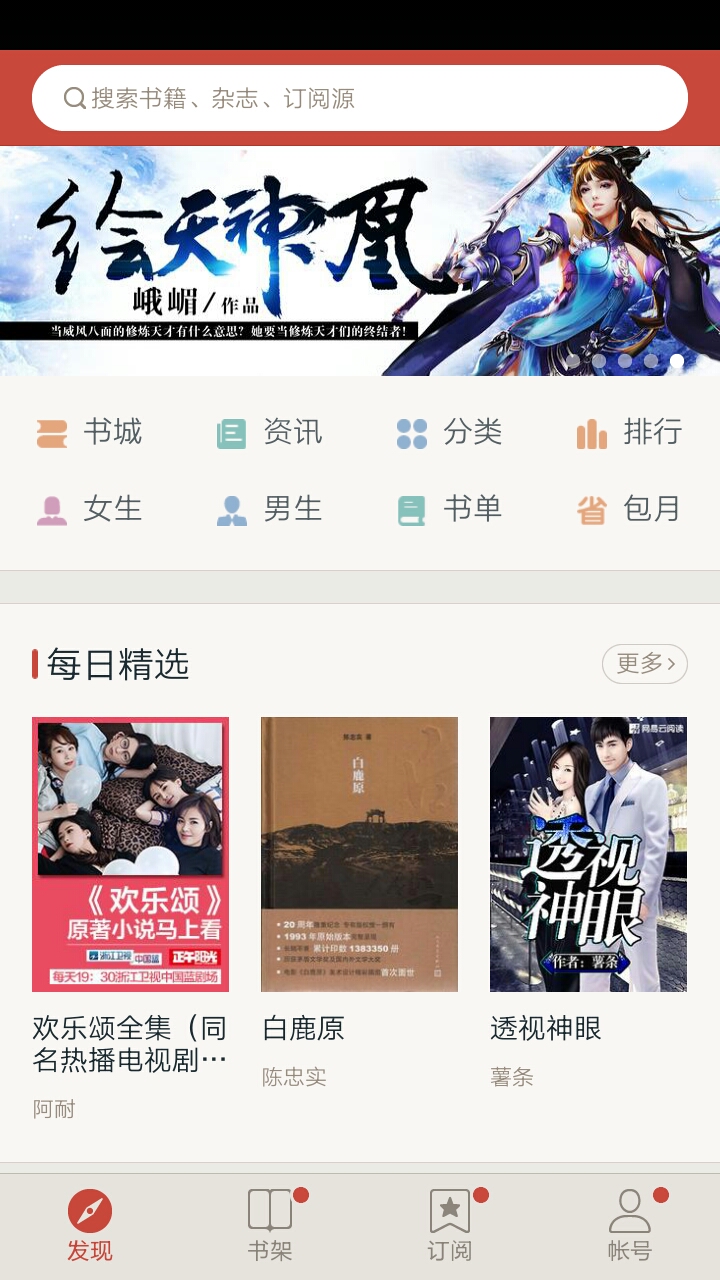 搜索书籍、杂志、订阅源
绘天神凰
峨嵋/作品
当威风八面的修炼天才有什么意思?她要当修炼天才们的终结者!
书城
资讯
分类
排行
女生
男生
书单
省
包月
每日精选
更多
《欢乐颂》
原著小说马上看
浙江卫视
中国蓝
正午阳光
每天19:30浙江卫视中国蓝剧场
陈忠实 著
白鹿原
20周年
1993年原始版本
累计印数1383350册
首次面世
网易云阅读
透视
神眼
作者:薯条
欢乐颂全集(同
名热播电视剧…
阿耐
白鹿原
陈忠实
透视神眼
薯条
发现
书架
订阅
帐号